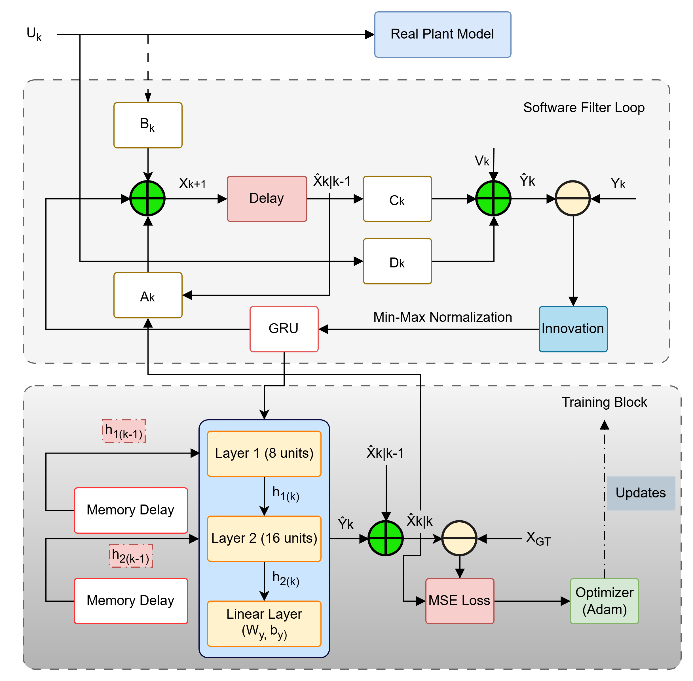 Uk
Real Plant Model
Software Filter Loop
Bk
Vk
Xk+1
Delay
X̂k|k-1
Ck
Ŷk
Yk
Dk
Ak
GRU
Min-Max Normalization
Innovation
Training Block
h1(k-1)
Layer 1 (8 units)
X̂k|k-1
Updates
Memory Delay
h1(k)
Layer 2 (16 units)
Ŷk
X̂k|k
XGT
h2(k-1)
h2(k)
Memory Delay
Linear Layer
(Wy, by)
MSE Loss
Optimizer
(Adam)